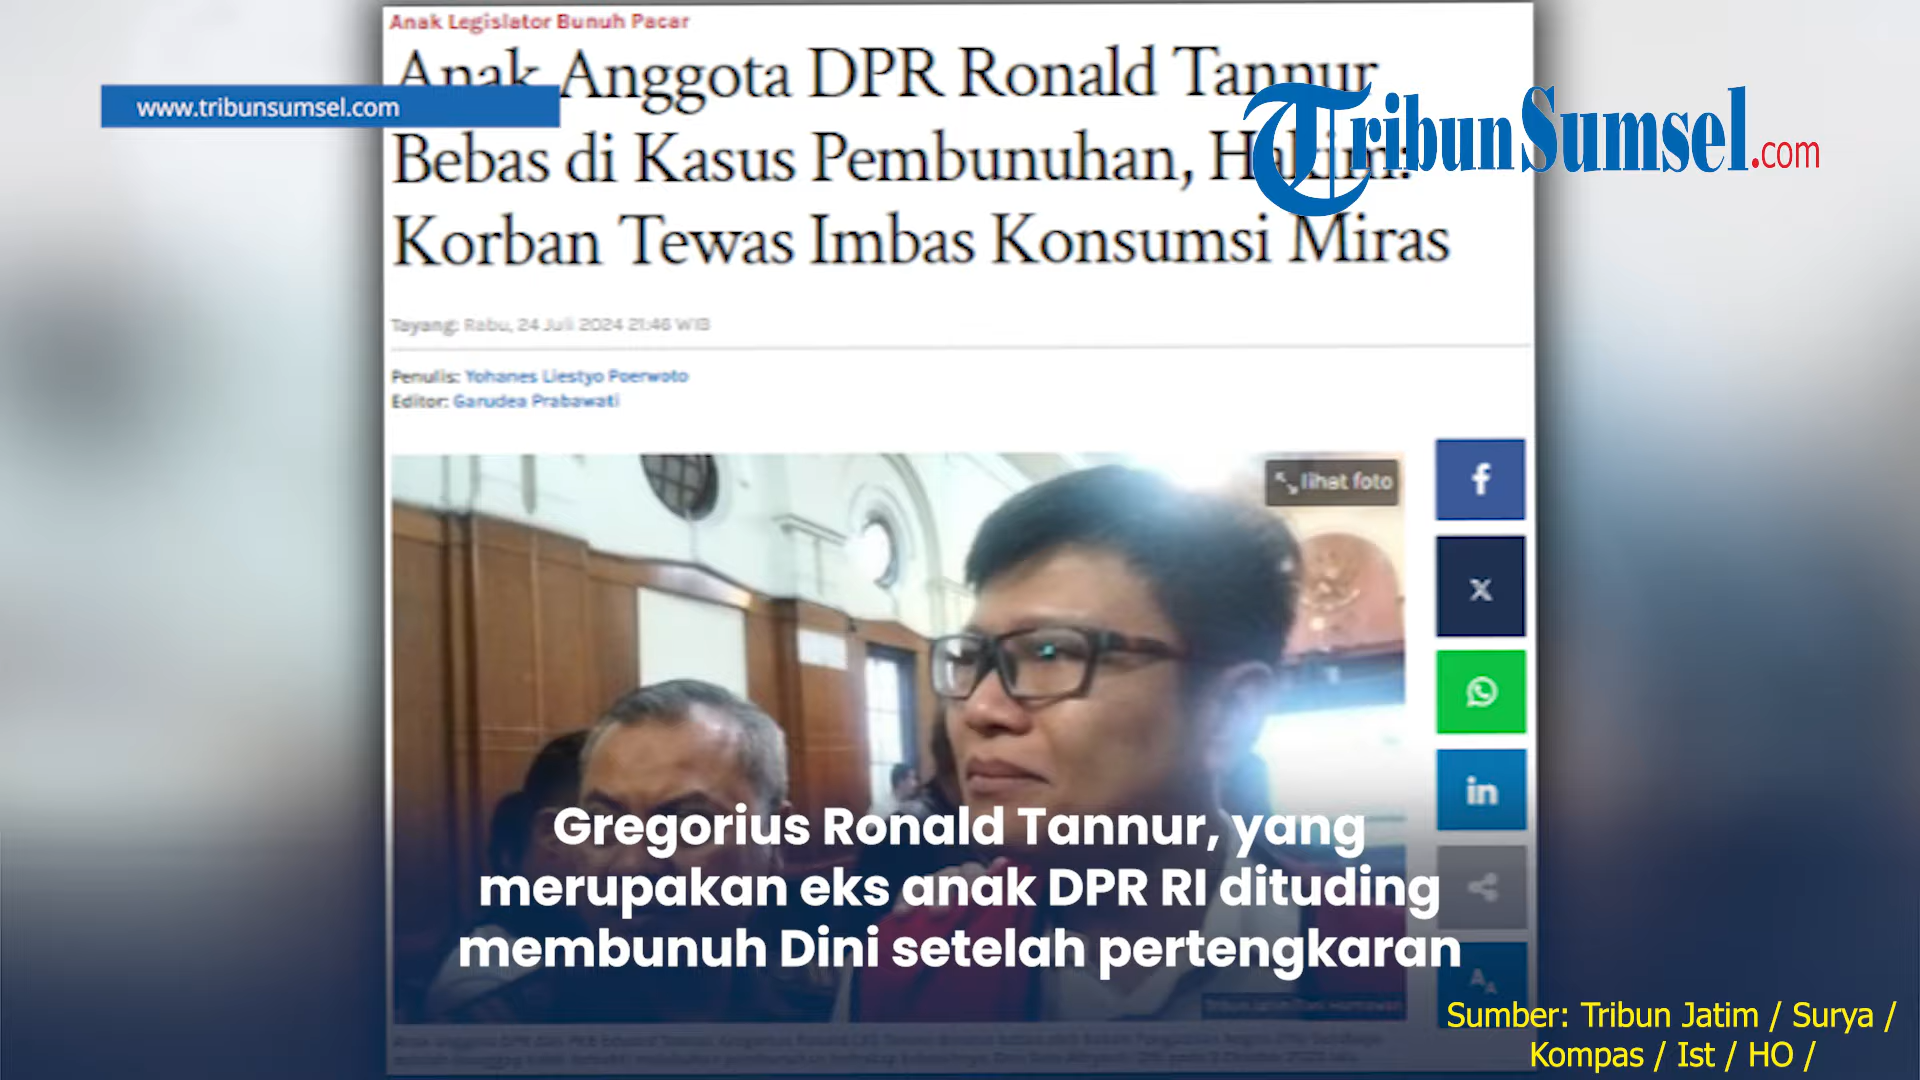 Anak Legislator Bunuh Pacar
Anak Anggota DPR Ronald Tannur
www.tribunsumsel.com
TribunSumsel.com
Bebas di Kasus Pembunuhan, Hakim:
Korban Tewas Imbas Konsumsi Miras
Tayang: Rabu, 24 Juli 2024 21:46 WIB
Penulis: Yohanes Liestyo Poerwoto
Editor: Garudea Prabawati
lihat foto
Gregorius Ronald Tannur, yang
merupakan eks anak DPR RI dituding
membunuh Dini setelah pertengkaran
Sumber: Tribun Jatim / Surya /
Kompas / Ist / HO /